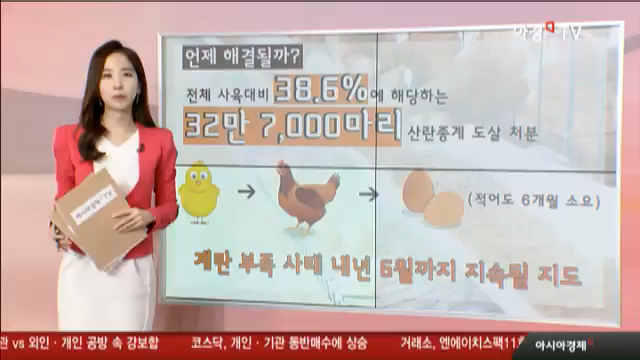 아경TV
언제 해결될까?
전체 사육대비 38.6%에 해당하는
32만 7,000마리 산란종계 도살 처분
(적어도 6개월 소요)
계란 부족 사태 내년 6월까지 지속될 지도
관 vs 외인·개인 공방 속 강보합 코스닥, 개인·기관 동반매수에 상승 거래소, 엔에이치스팩11
아시아경제